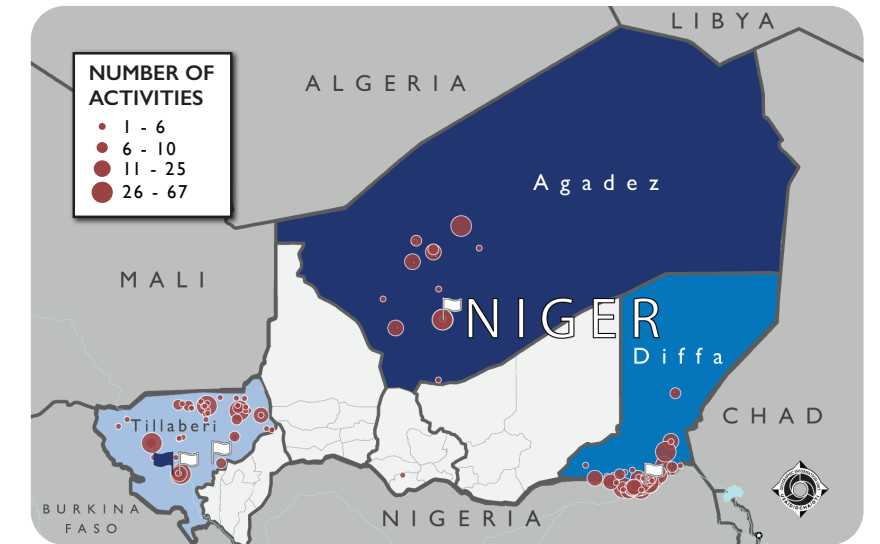 LIBYA
ALGERIA
NUMBER OF
ACTIVITIES
1 - 6
6 - 10
11 - 25
26 - 67
Agadez
MALI
NIGER
Diffa
Tillaberi
CHAD
BURKINA
FASO
NIGERIA